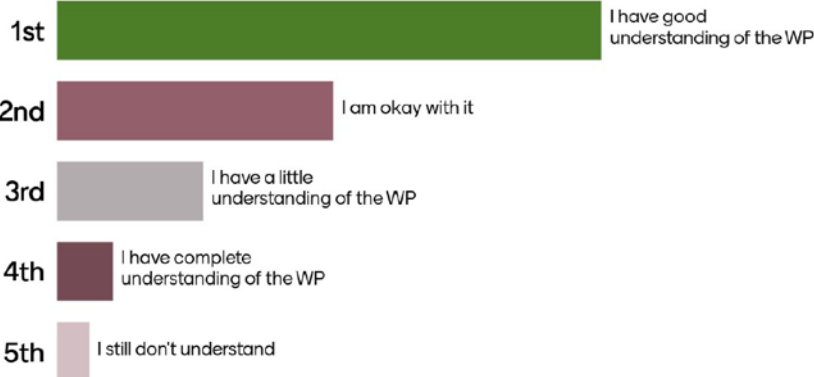 1st
I have good
understanding of the WP
2nd
I am okay with it
3rd
I have a little
understanding of the WP
4th
I have complete
understanding of the WP
5th
I still don't understand